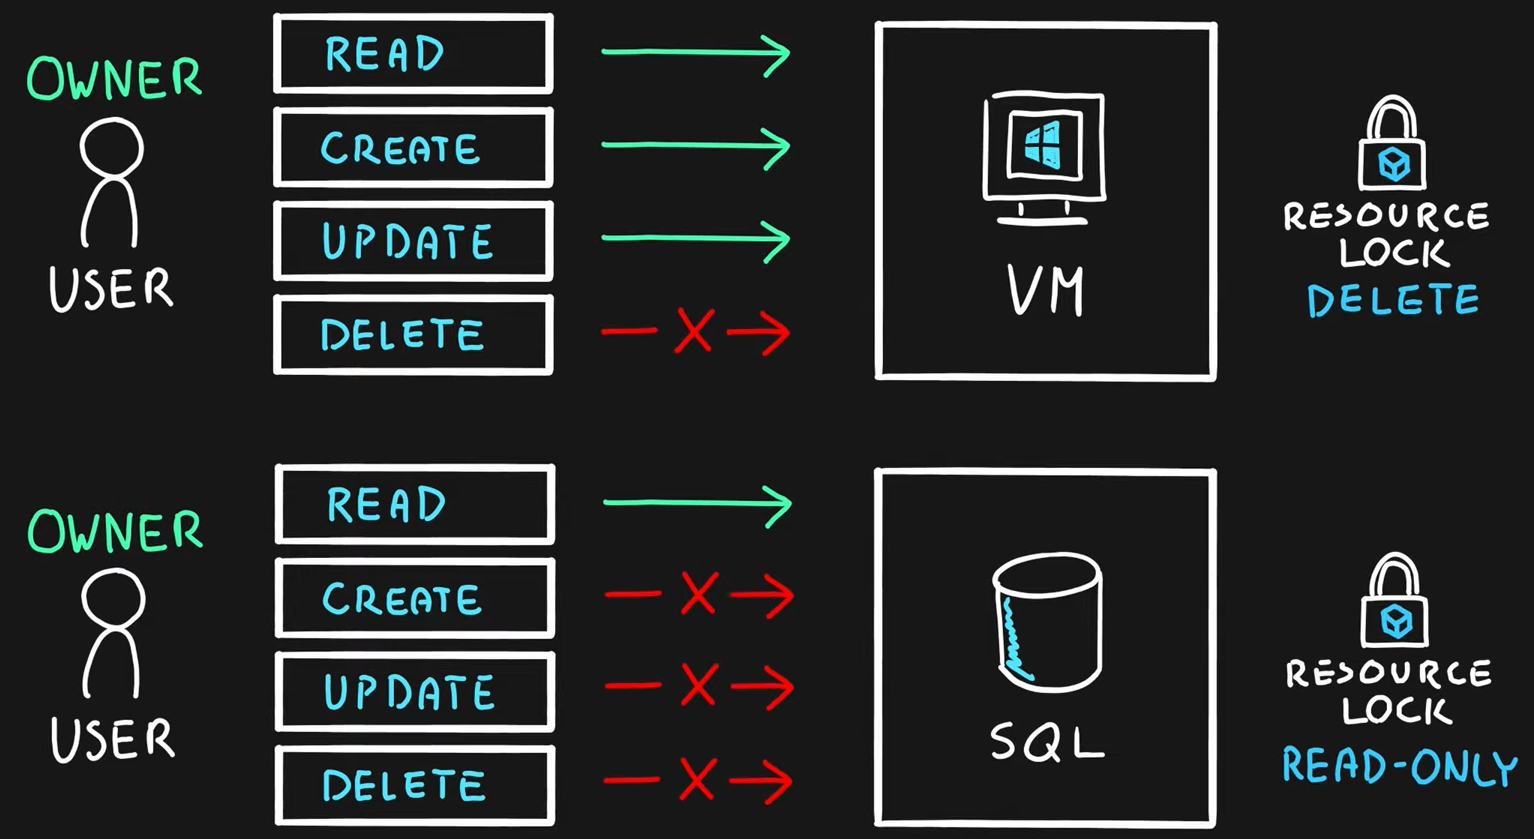 OWNER
USER
READ
CREATE
UPDATE
DELETE
VM
RESOURCE
LOCK
DELETE
OWNER
USER
READ
CREATE
UPDATE
DELETE
SQL
RESOURCE
LOCK
READ-ONLY